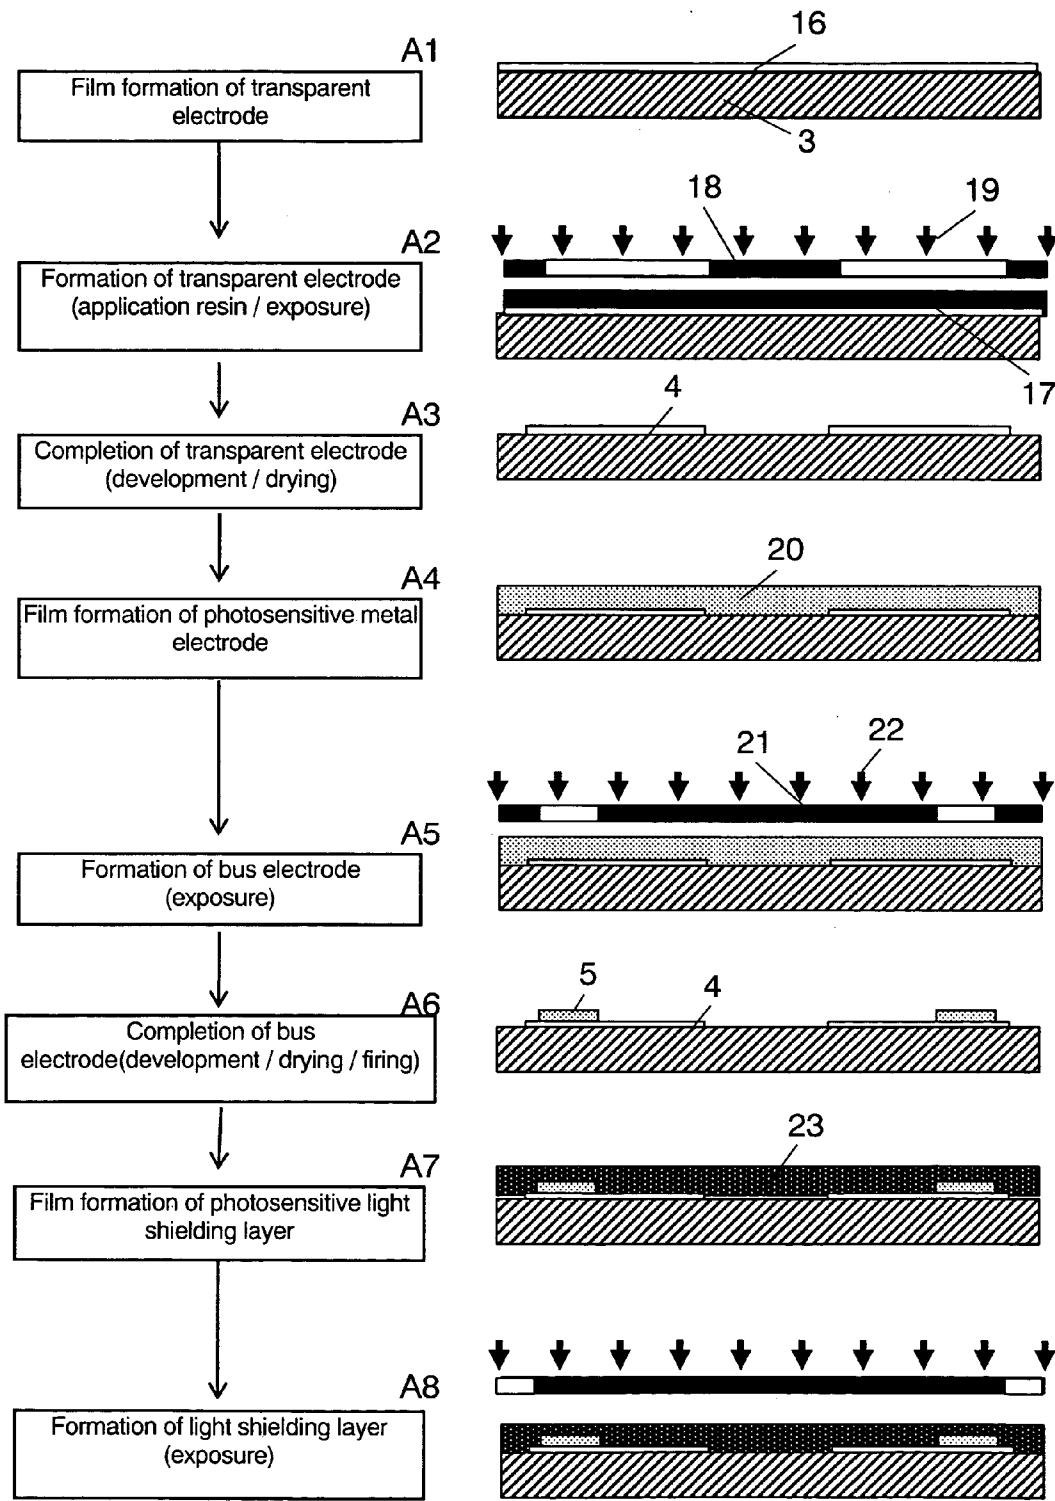 A1
16
Film formation of transparent
electrode
3
18
19
A2
Formation of transparent electrode
(application resin / exposure)
17
A3
4
Completion of transparent electrode
(development / drying)
A4
20
Film formation of photosensitive metal
electrode
21
22
A5
Formation of bus electrode
(exposure)
5
4
A6
Completion of bus
electrode(development / drying / firing)
23
A7
Film formation of photosensitive light
shielding layer
A8
Formation of light shielding layer
(exposure)